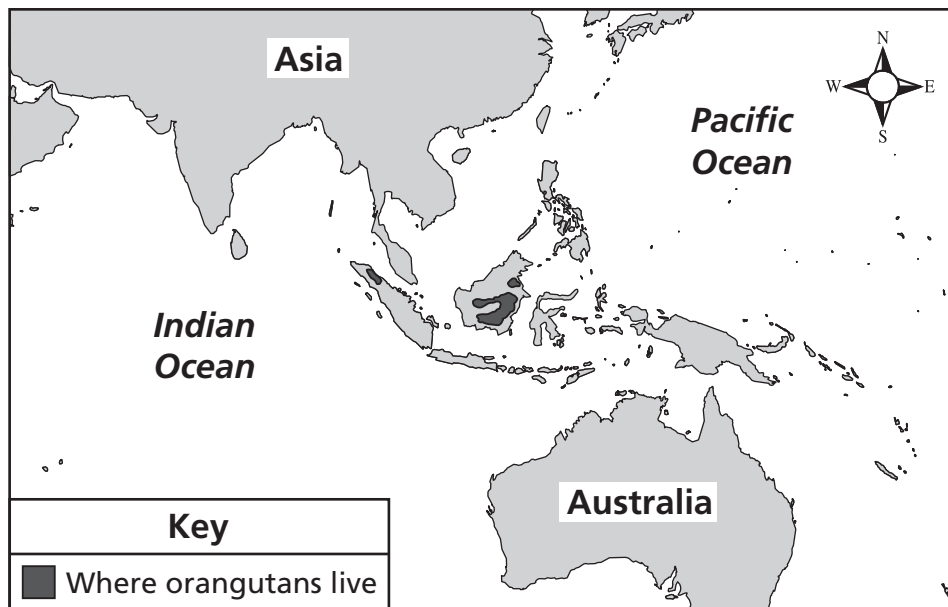 Asia
N
W
E
S
Pacific
Ocean
Indian
Ocean
Australia
Key
Where orangutans live